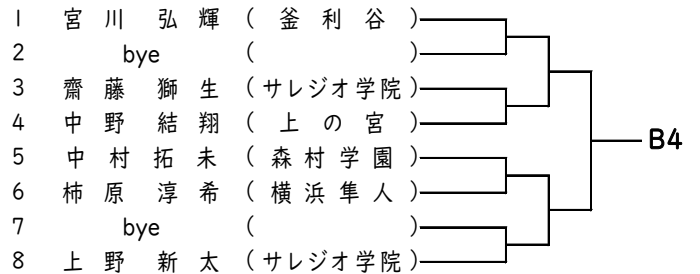 1 宮川 弘輝 (釜利谷)
2 bye ( )
3 齋藤 獅生 (サレジオ学院)
4 中野 結翔 (上の宮)
B4
5 中村 拓未 (森村学園)
6 柿原 淳希 (横浜隼人)
7 bye ( )
8 上野 新太 (サレジオ学院)